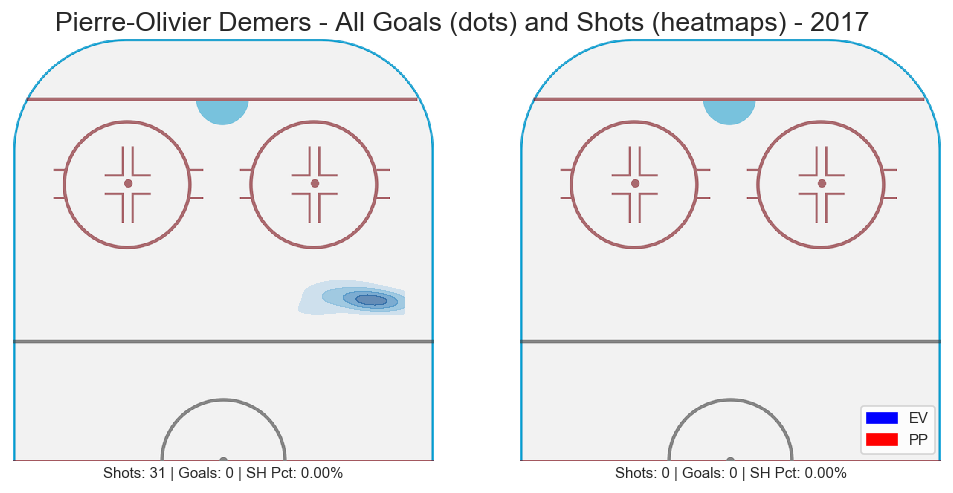 Pierre-Olivier Demers - All Goals (dots) and Shots (heatmaps) - 2017
EV
PP
Shots: 31 | Goals: 0 | SH Pct: 0.00%
Shots: 0 | Goals: 0 | SH Pct: 0.00%